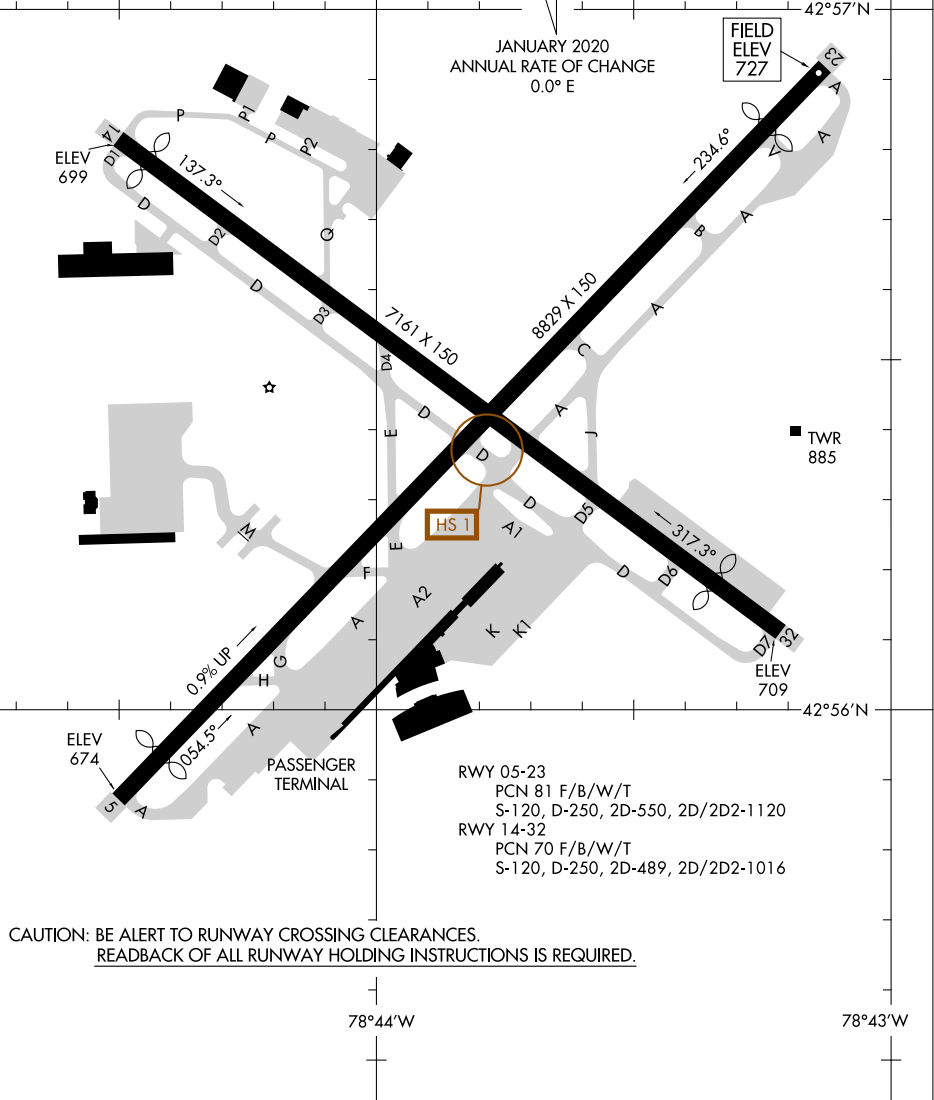 42°57'N
JANUARY 2020
ANNUAL RATE OF CHANGE
0.0° E
FIELD
ELEV
727
23
A
A
V
234.6°
A
B
A
C
8829 X 150
A
J
TWR
885
P
P1
P
P2
14
D1
ELEV
699
137.3°
D
D2
Q
D
D3
7161 X 150
D4
D
E
D
HS 1
D
A1
D5
317.3°
E
D
D6
F
A2
A
K
K1
D7
32
ELEV
709
0.9% UP
G
H
054.5°
A
42°56'N
ELEV
674
5
A
M
PASSENGER
TERMINAL
RWY 05-23
PCN 81 F/B/W/T
S-120, D-250, 2D-550, 2D/2D2-1120
RWY 14-32
PCN 70 F/B/W/T
S-120, D-250, 2D-489, 2D/2D2-1016
CAUTION: BE ALERT TO RUNWAY CROSSING CLEARANCES.
READBACK OF ALL RUNWAY HOLDING INSTRUCTIONS IS REQUIRED.
78°44'W
78°43'W